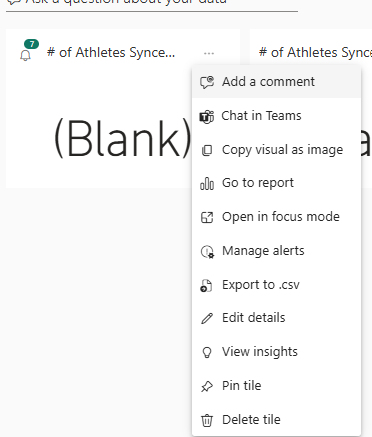 Ask a question about your data
7
# of Athletes Synce...
...
# of Athletes Synce
(Blank)
a
Add a comment
Chat in Teams
Copy visual as image
Go to report
Open in focus mode
Manage alerts
Export to .csv
Edit details
View insights
Pin tile
Delete tile